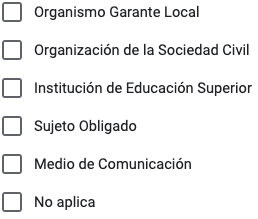 Organismo Garante Local
Organización de la Sociedad Civil
Institución de Educación Superior
Sujeto Obligado
Medio de Comunicación
No aplica